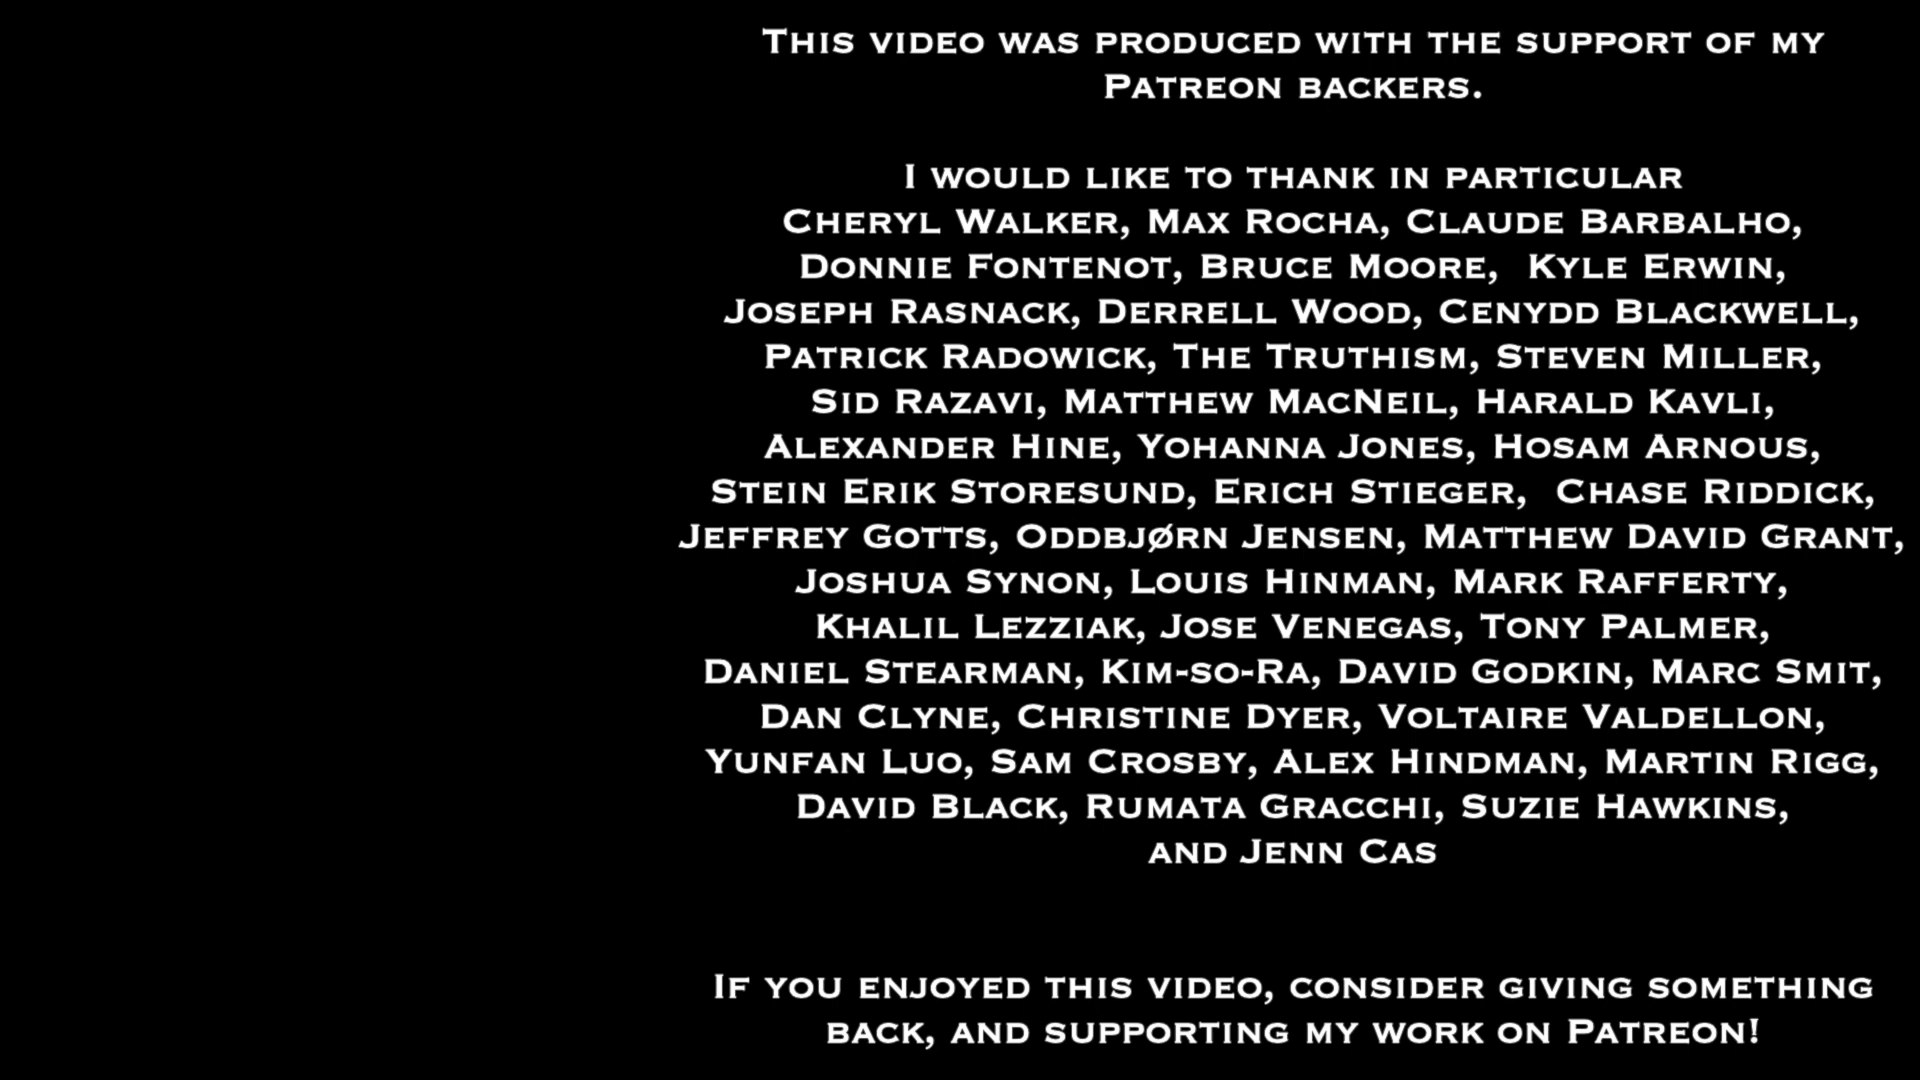 This video was produced with the support of my
Patreon backers.
I would like to thank in particular
Cheryl Walker, Max Rocha, Claude Barbalho,
Donnie Fontenot, Bruce Moore,  Kyle Erwin,
Joseph Rasnack, Derrell Wood, Cenydd Blackwell,
Patrick Radowick, The Truthism, Steven Miller,
Sid Razavi, Matthew MacNeil, Harald Kavli,
Alexander Hine, Yohanna Jones, Hosam Arnous,
Stein Erik Storesund, Erich Stieger,  Chase Riddick,
Jeffrey Gotts, Oddbjørn Jensen, Matthew David Grant,
Joshua Synon, Louis Hinman, Mark Rafferty,
Khalil Lezziak, Jose Venegas, Tony Palmer,
Daniel Stearman, Kim-so-Ra, David Godkin, Marc Smit,
Dan Clyne, Christine Dyer, Voltaire Valdellon,
Yunfan Luo, Sam Crosby, Alex Hindman, Martin Rigg,
David Black, Rumata Gracchi, Suzie Hawkins,
and Jenn Cas
If you enjoyed this video, consider giving something
back, and supporting my work on Patreon!